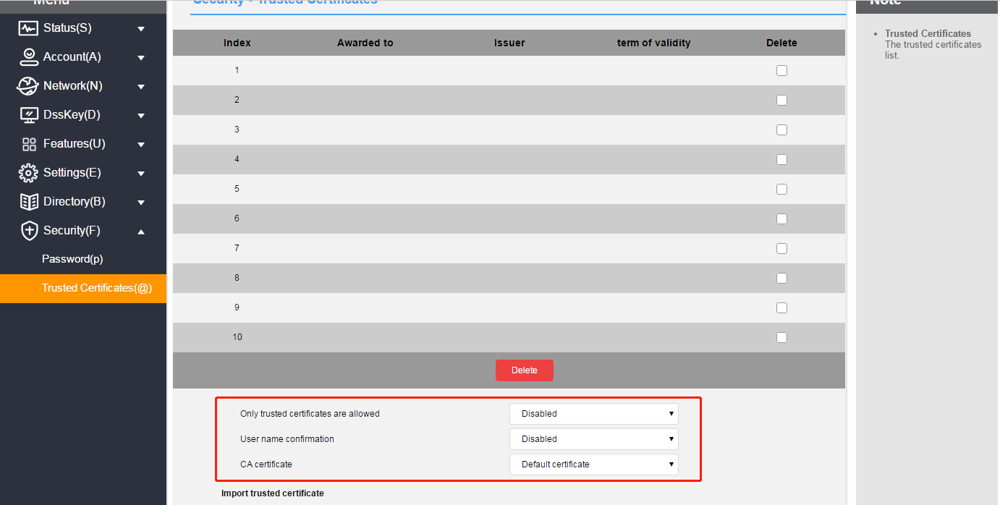 Menu
Status(S)
Account(A)
Network(N)
DssKey(D)
Features(U)
Settings(E)
Directory(B)
Security(F)
Password(p)
Trusted Certificates(@)
Security - Trusted Certificates
Index Awarded to Issuer term of validity Delete
1
2
3
4
5
6
7
8
9
10
Delete
Only trusted certificates are allowed Disabled
User name confirmation Disabled
CA certificate Default certificate
Import trusted certificate
Note
Trusted Certificates
The trusted certificates
list.